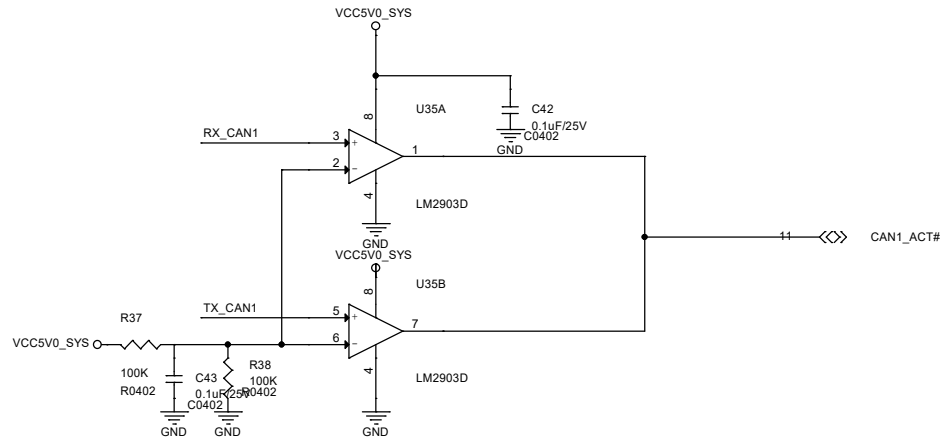 VCC5V0_SYS
8
U35A
C42
0.1uF/25V
C0402
GND
RX_CAN1
3
+
1
2
-
4
LM2903D
GND
11
CAN1_ACT#
VCC5V0_SYS
8
U35B
TX_CAN1
5
+
7
R37
VCC5V0_SYS
6
-
4
LM2903D
100K
R0402
C43
0.1uF/25V
C0402
R38
100K
R0402
GND
GND
GND